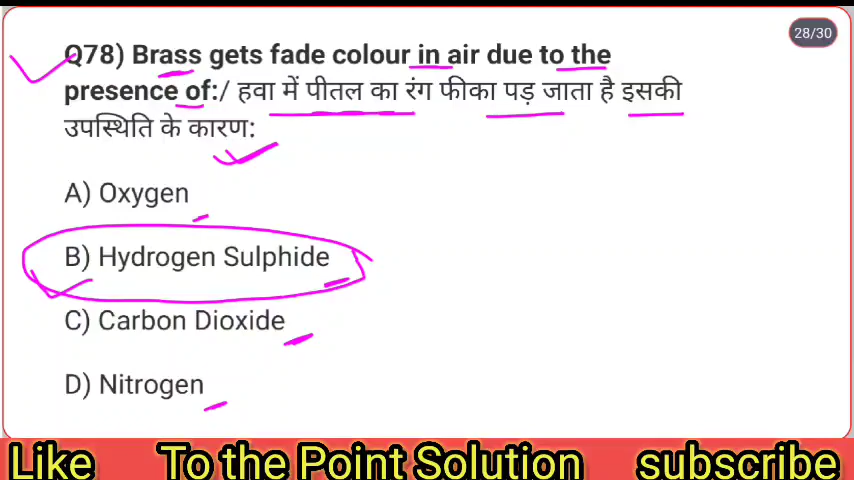 28/30
Q78) Brass gets fade colour in air due to the
presence of:/ हवा में पीतल का रंग फीका पड़ जाता है इसकी
उपस्थिति के कारण:
A) Oxygen
B) Hydrogen Sulphide
C) Carbon Dioxide
D) Nitrogen
Like To the Point Solution subscribe